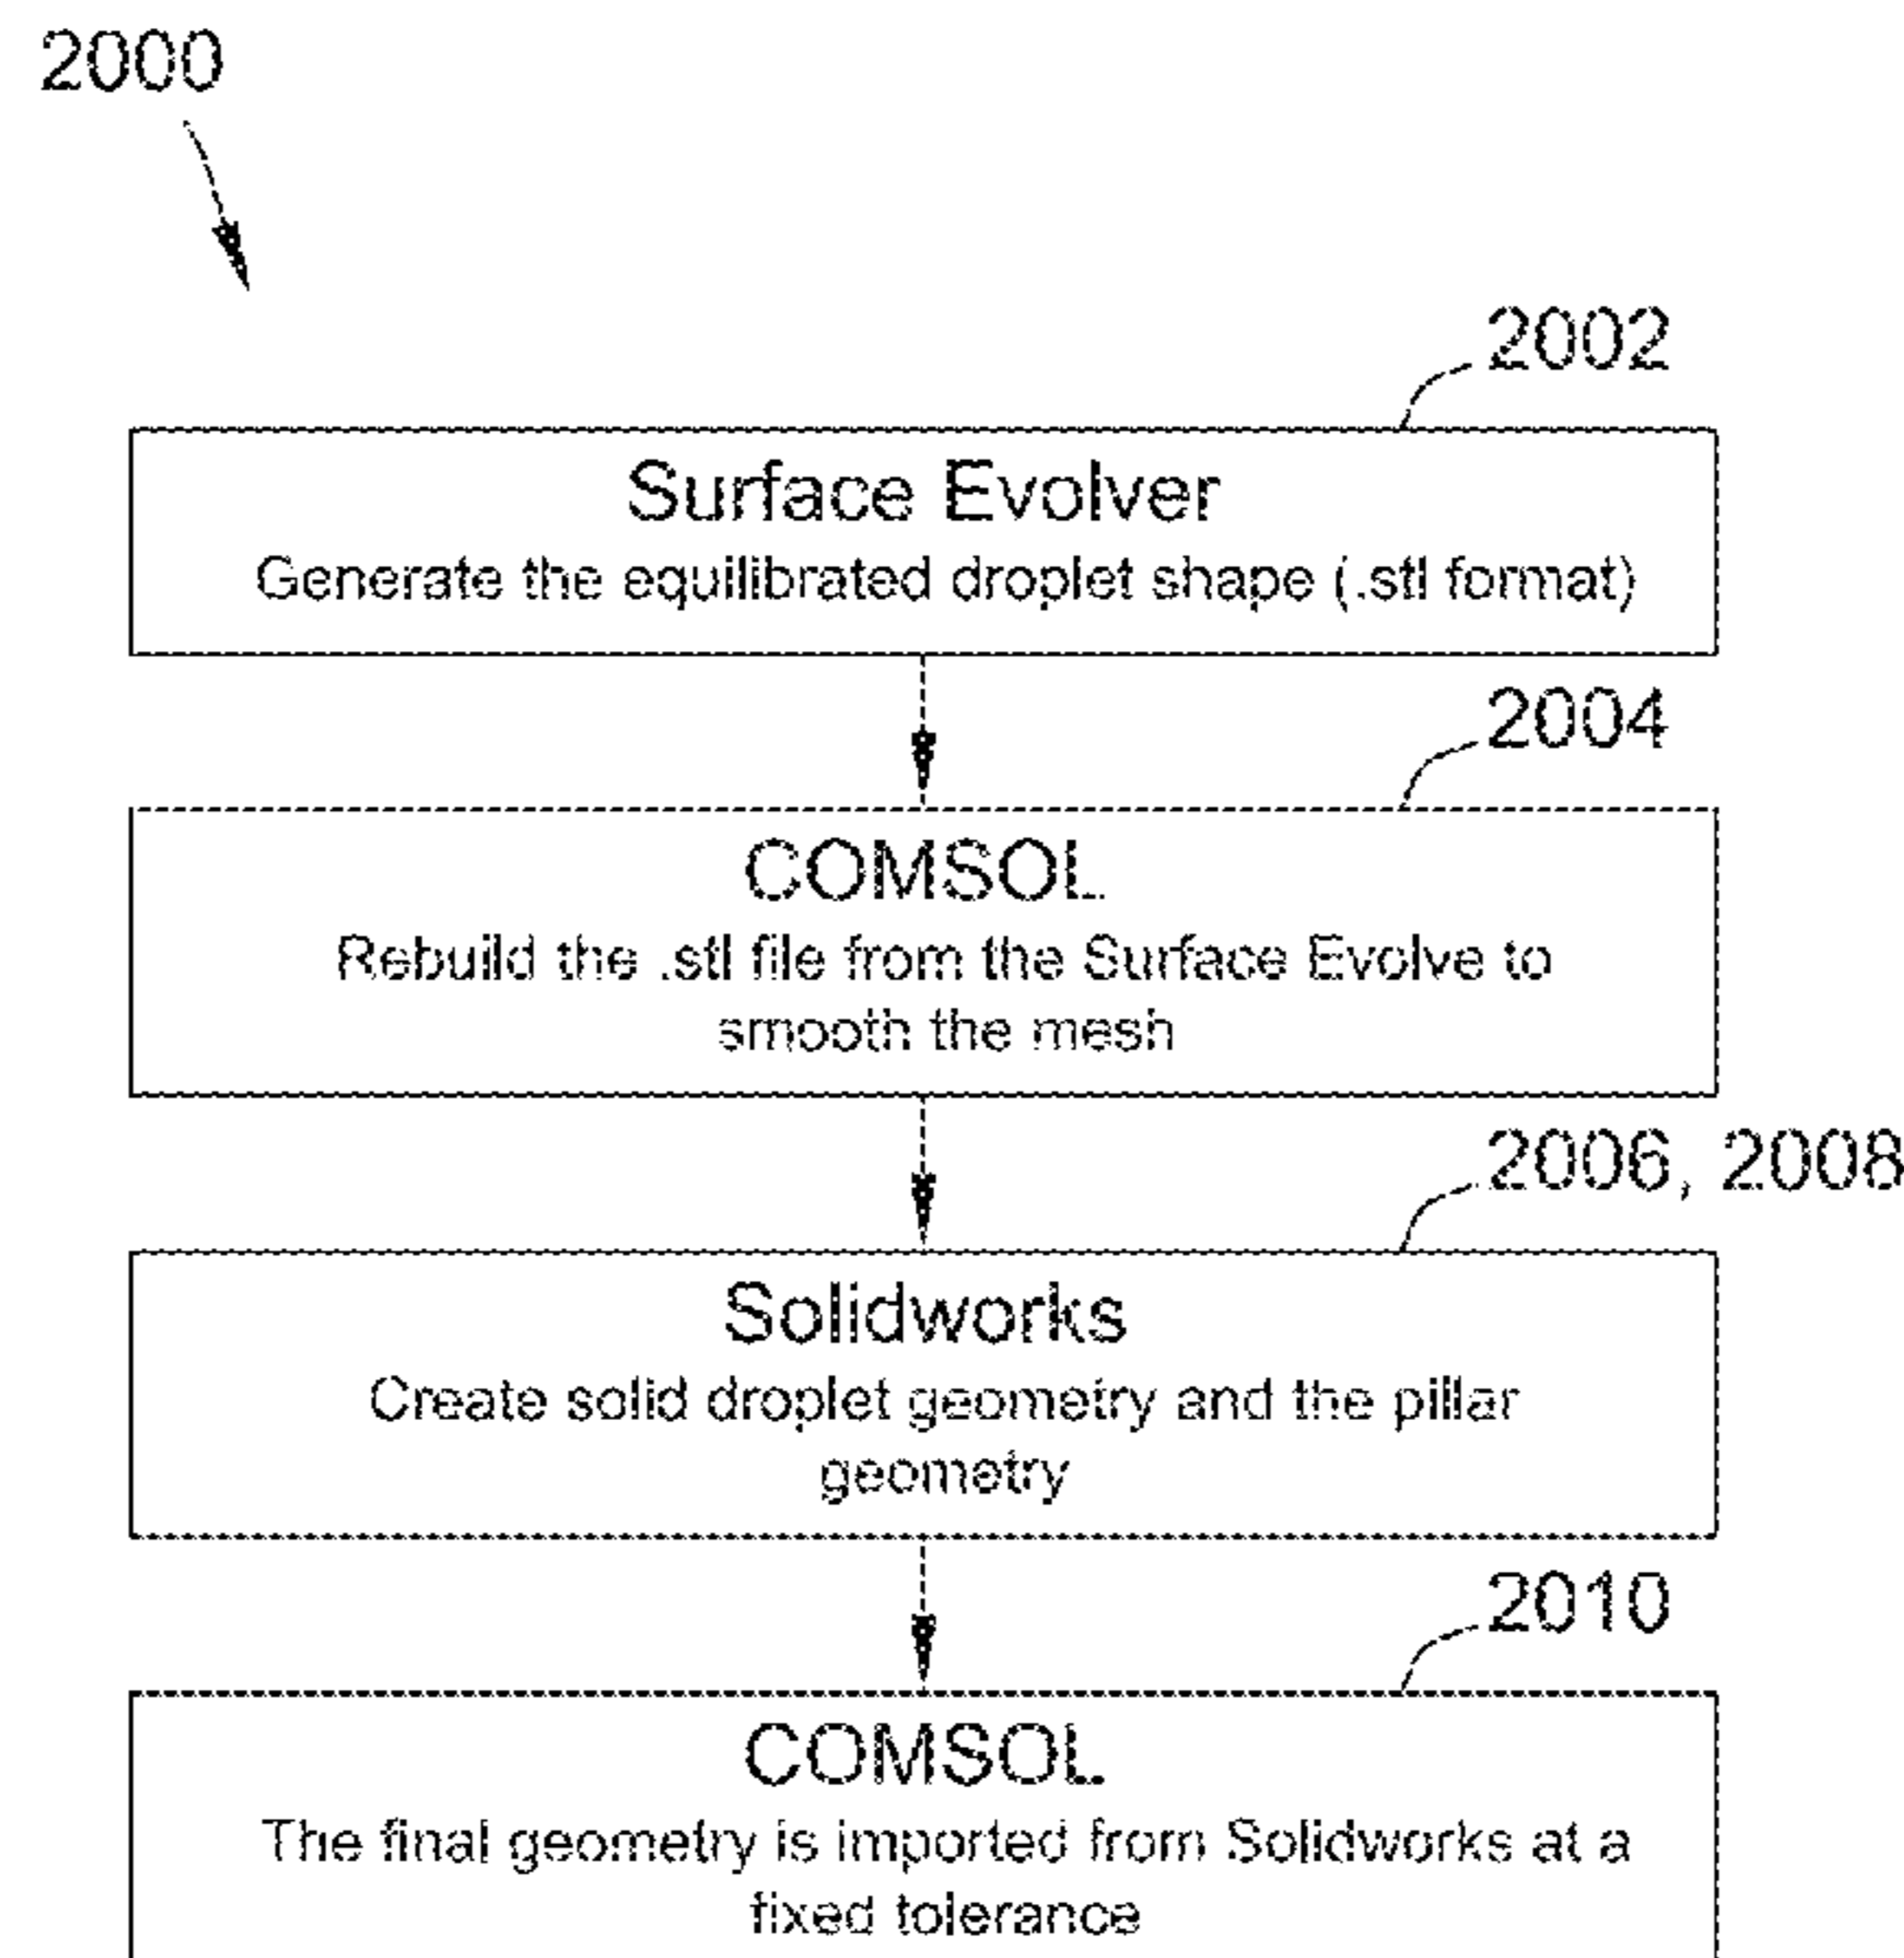 2000
2002
Surface Evolver
Generate the equilibrated droplet shape (.stl format)
2004
COMSOL
Rebuild the .stl file from the Surface Evolve to
smooth the mesh
2006, 2008
Solidworks
Create solid droplet geometry and the pillar
geometry
2010
COMSOL
The final geometry is imported from Solidworks at a
fixed tolerance